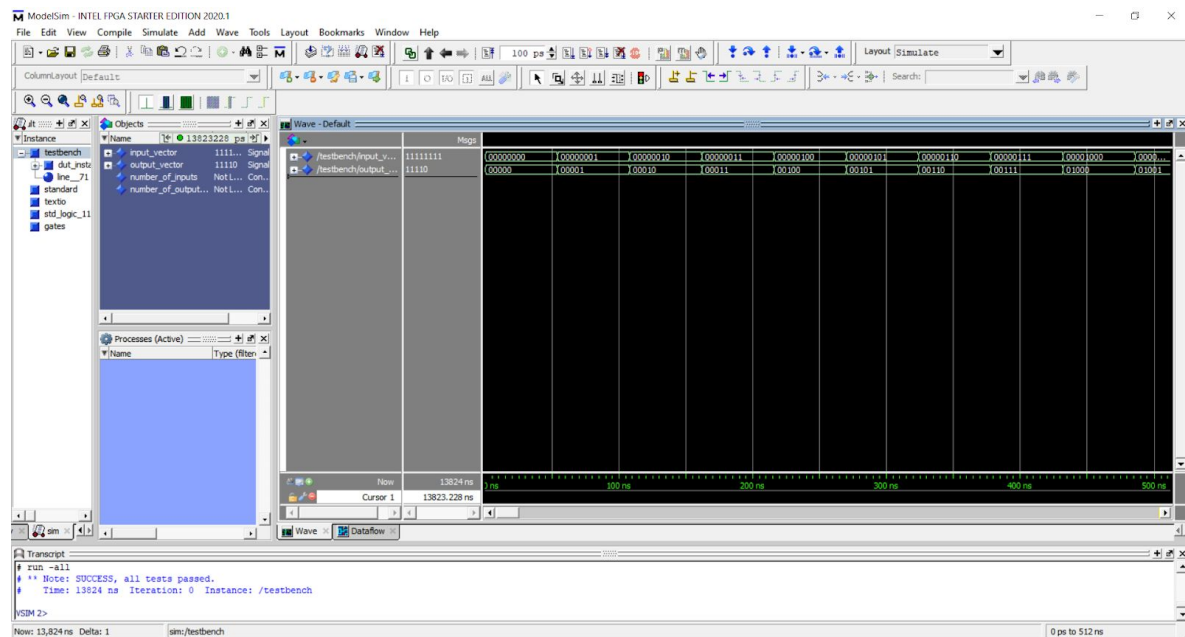 ModelSim - INTEL FPGA STARTER EDITION 2020.1
File Edit View Compile Simulate Add Wave Tools Layout Bookmarks Window Help
100 ps
Layout Simulate
ColumnLayout Default
Search:
Objects
Wave - Default
Instance
Name
13823228 ps
Msgs
testbench
input_vector 1111... Signal
/testbench/input_v... 11111111 00000000 00000001 00000010 00000011 00000100 00000101 00000110 00000111 00001000 0000...
dut_insta
output_vector 11110 Signal
/testbench/output_... 11110 00000 00001 00010 00011 00100 00101 00110 00111 01000 01001
line__71
number_of_inputs Not L... Con...
standard
number_of_output... Not L... Con...
textio
std_logic_11
gates
Processes (Active)
Name Type (filter
Now 13824 ns
Cursor 1 13823.228 ns
100 ns 200 ns 300 ns 400 ns 500 ns
sim
Wave
Dataflow
Transcript
# run -all
# ** Note: SUCCESS, all tests passed.
# Time: 13824 ns Iteration: 0 Instance: /testbench
VSIM 2>
Now: 13,824 ns Delta: 1
sim:/testbench
0 ps to 512 ns